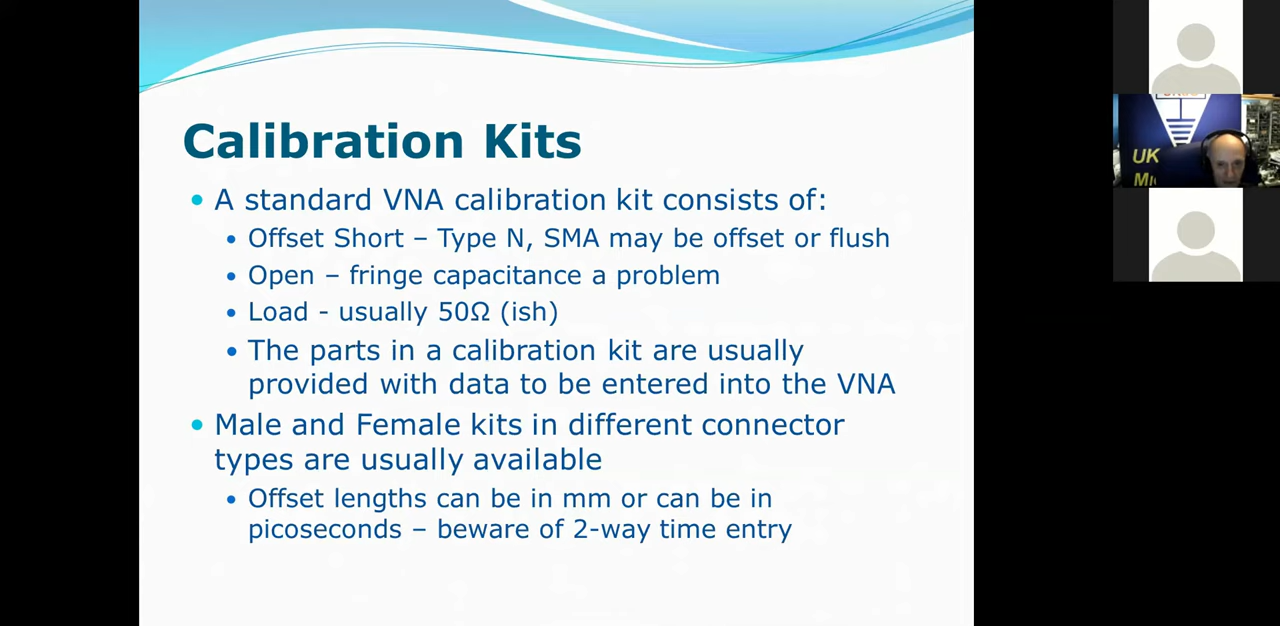 Calibration Kits
A standard VNA calibration kit consists of:
Offset Short – Type N, SMA may be offset or flush
Open – fringe capacitance a problem
Load - usually 50Ω (ish)
The parts in a calibration kit are usually
provided with data to be entered into the VNA
Male and Female kits in different connector
types are usually available
Offset lengths can be in mm or can be in
picoseconds – beware of 2-way time entry
UK